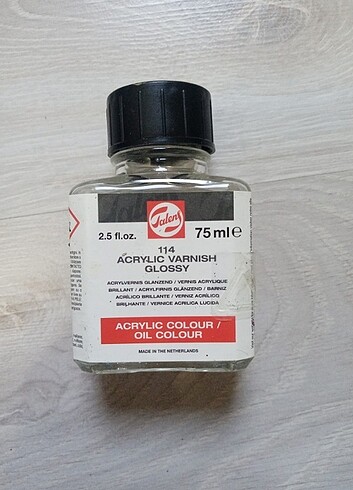 Talens
2.5 fl.oz. 75 ml e
114
ACRYLIC VARNISH
GLOSSY
ACRYLVERNIS GLANZEND / VERNIS ACRYLIQUE
BRILLANT / ACRYLFIRNIS GLÄNZEND / BARNIZ
ACRÍLICO BRILLANTE / VERNIZ ACRÍLICO
BRILHANTE / VERNICE ACRILICA LUCIDA
ACRYLIC COLOUR /
OIL COLOUR
MADE IN THE NETHERLANDS